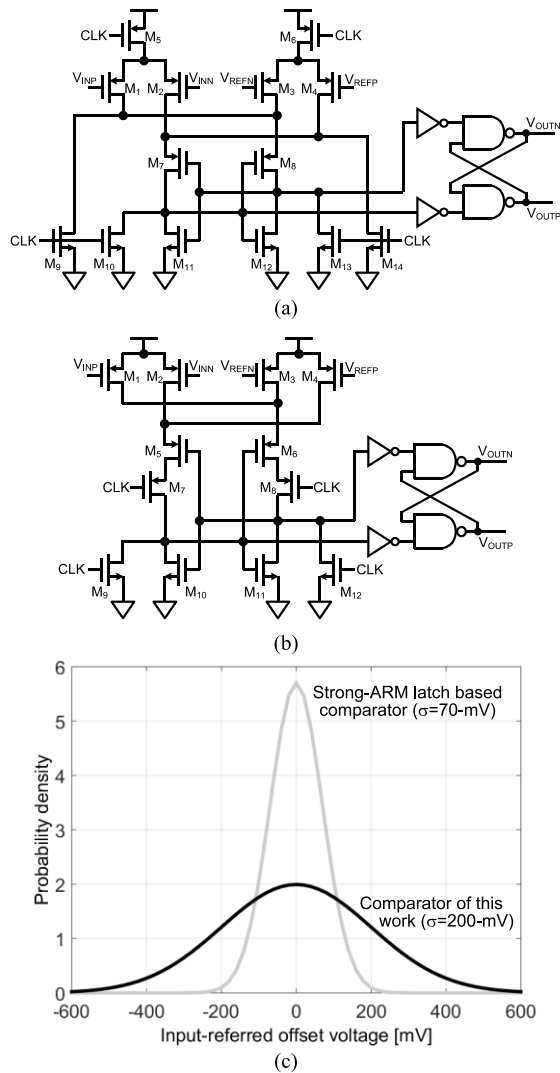 CLK
M5
M6
CLK
VINP
M1
M2
VINN
VREFN
M3
M4
VREFP
M7
M8
VOUTN
VOUTP
CLK
M9
M10
M11
M12
M13
M14
CLK
(a)
VINP
M1
M2
VINN
VREFN
M3
M4
VREFP
M5
M6
CLK
M7
M8
CLK
VOUTN
VOUTP
CLK
M9
M10
M11
M12
CLK
(b)
6
5
4
3
2
1
0
Probability density
Strong-ARM latch based
comparator (σ=70-mV)
Comparator of this
work (σ=200-mV)
-600 -400 -200 0 200 400 600
Input-referred offset voltage [mV]
(c)